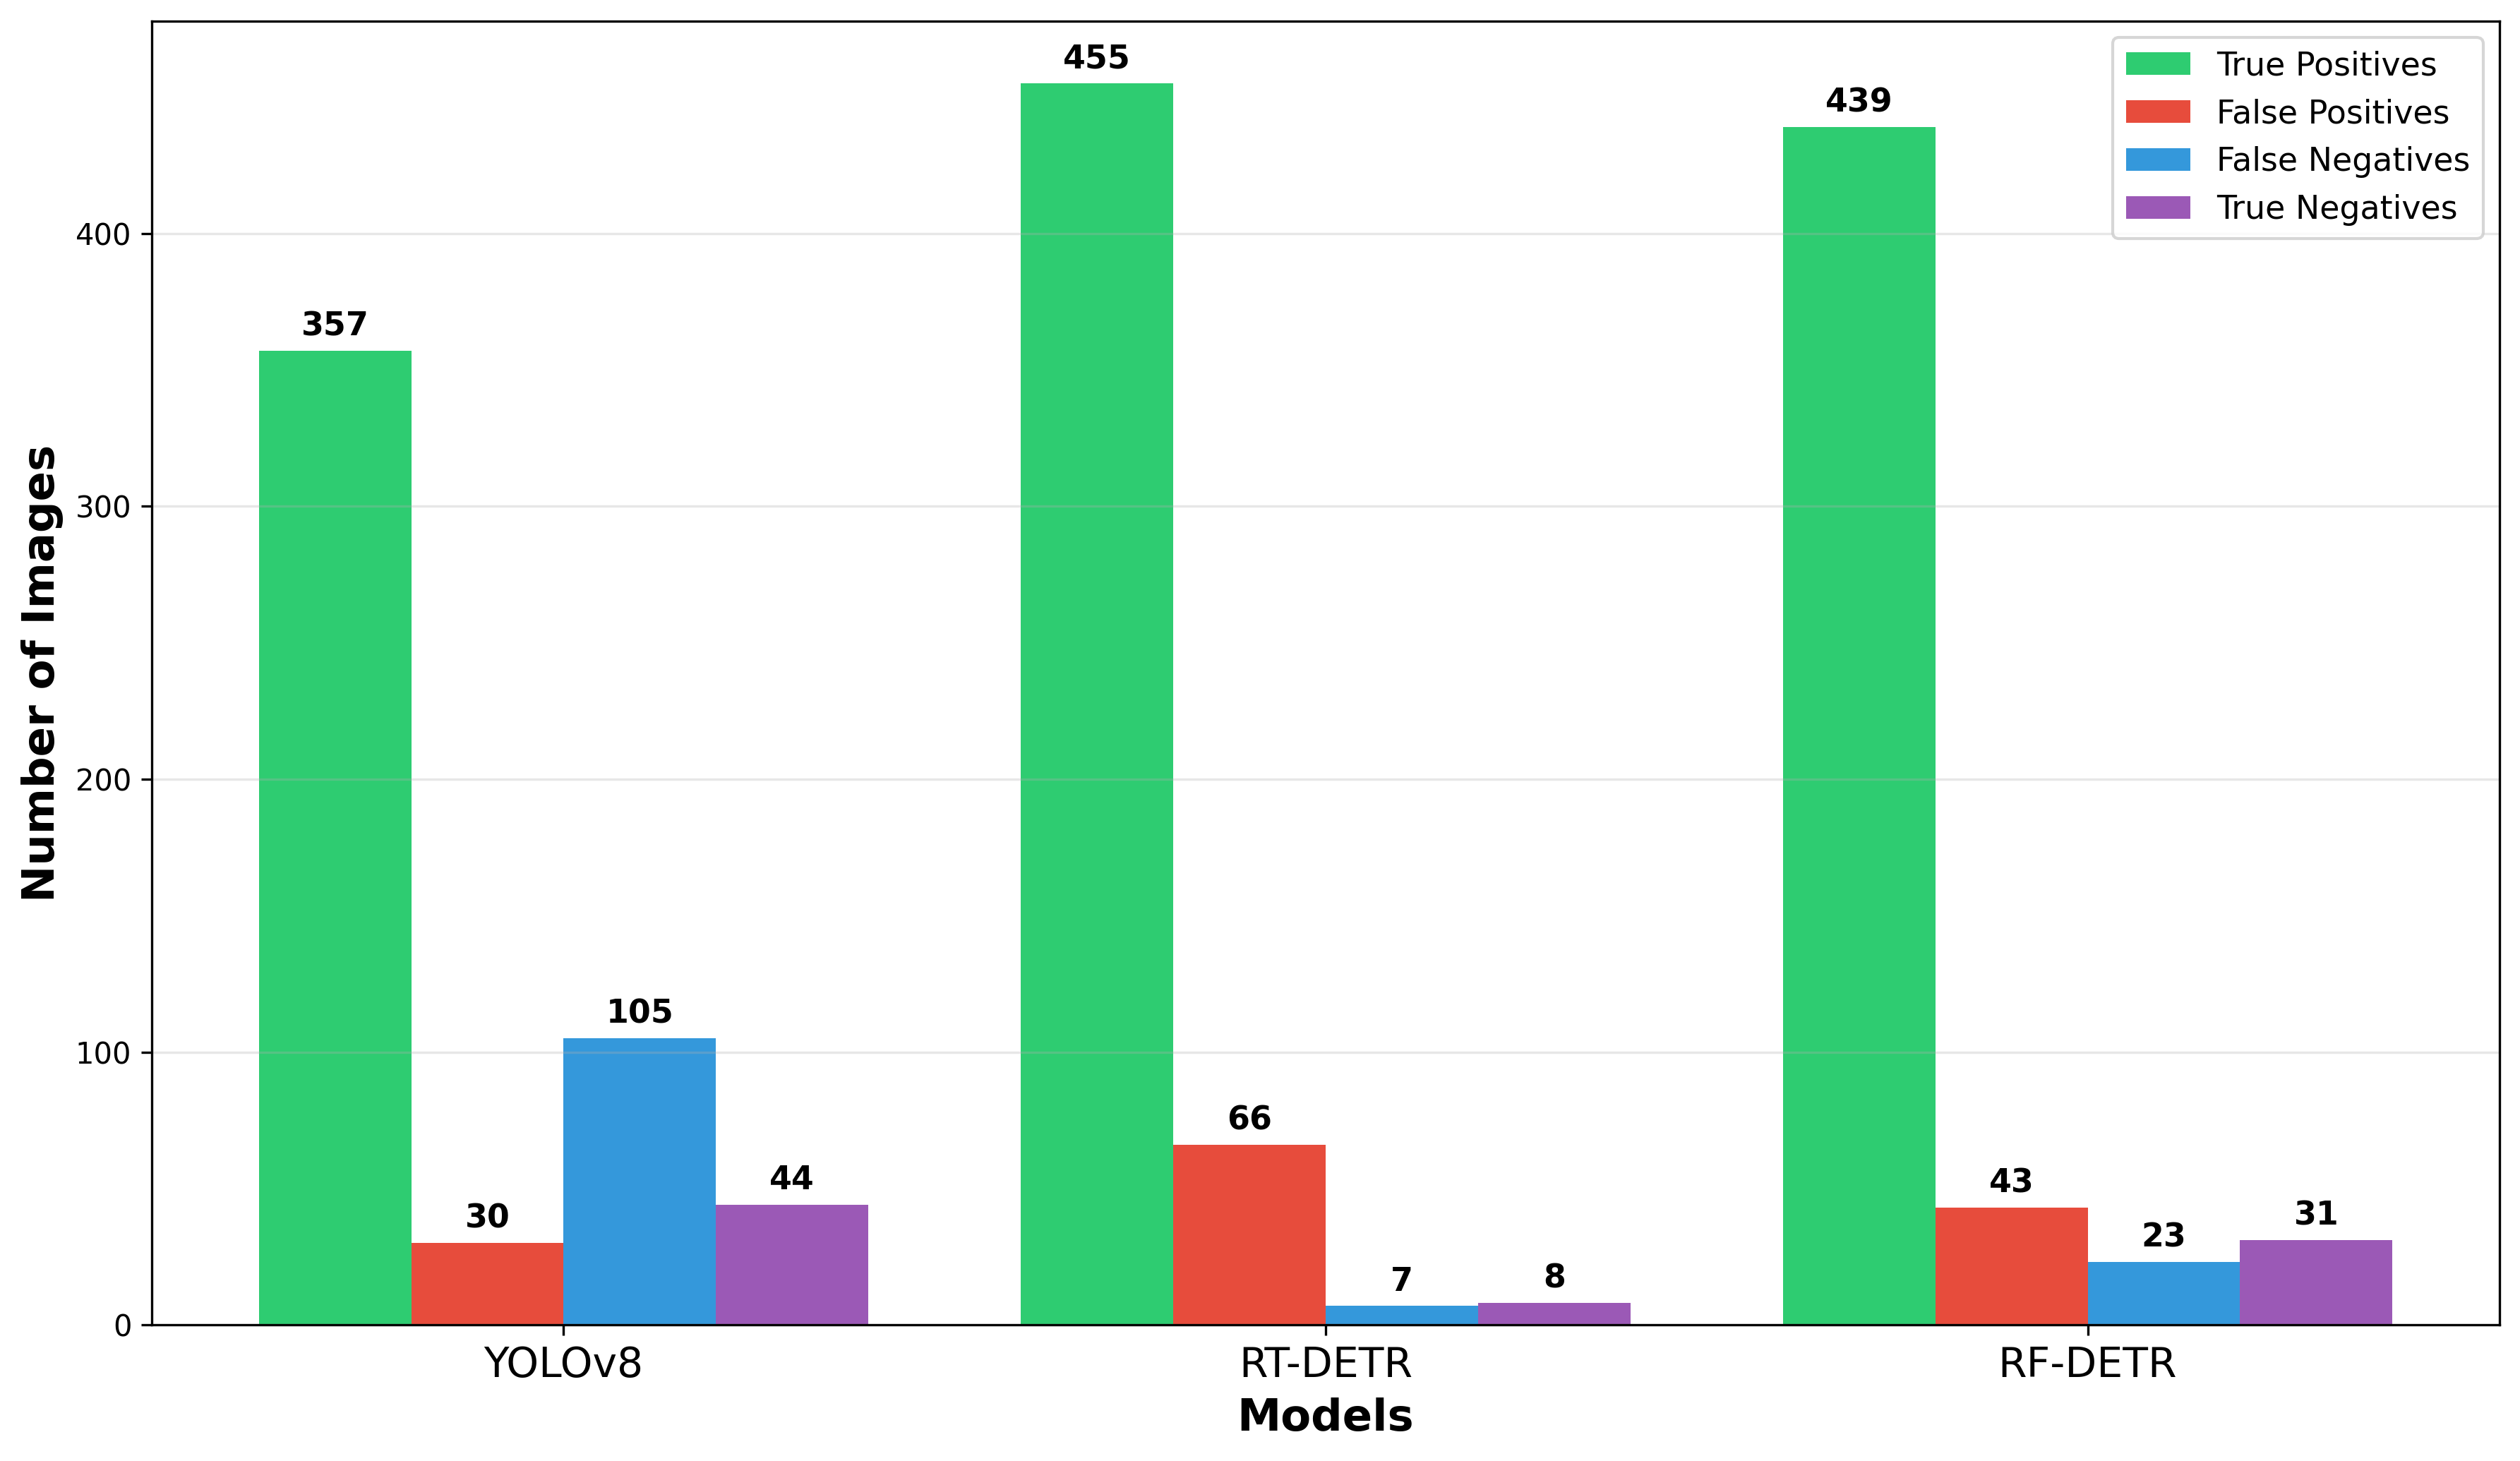 455
439
True Positives
False Positives
False Negatives
True Negatives
400
357
300
Number of Images
200
105
100
66
44
43
30
31
23
7
8
0
YOLOv8
RT-DETR
RF-DETR
Models